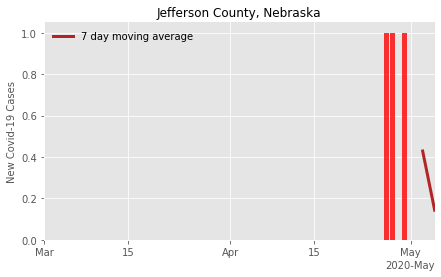 Jefferson County, Nebraska
7 day moving average
New Covid-19 Cases
1.0
0.8
0.6
0.4
0.2
0.0
Mar
15
Apr
15
May
2020-May